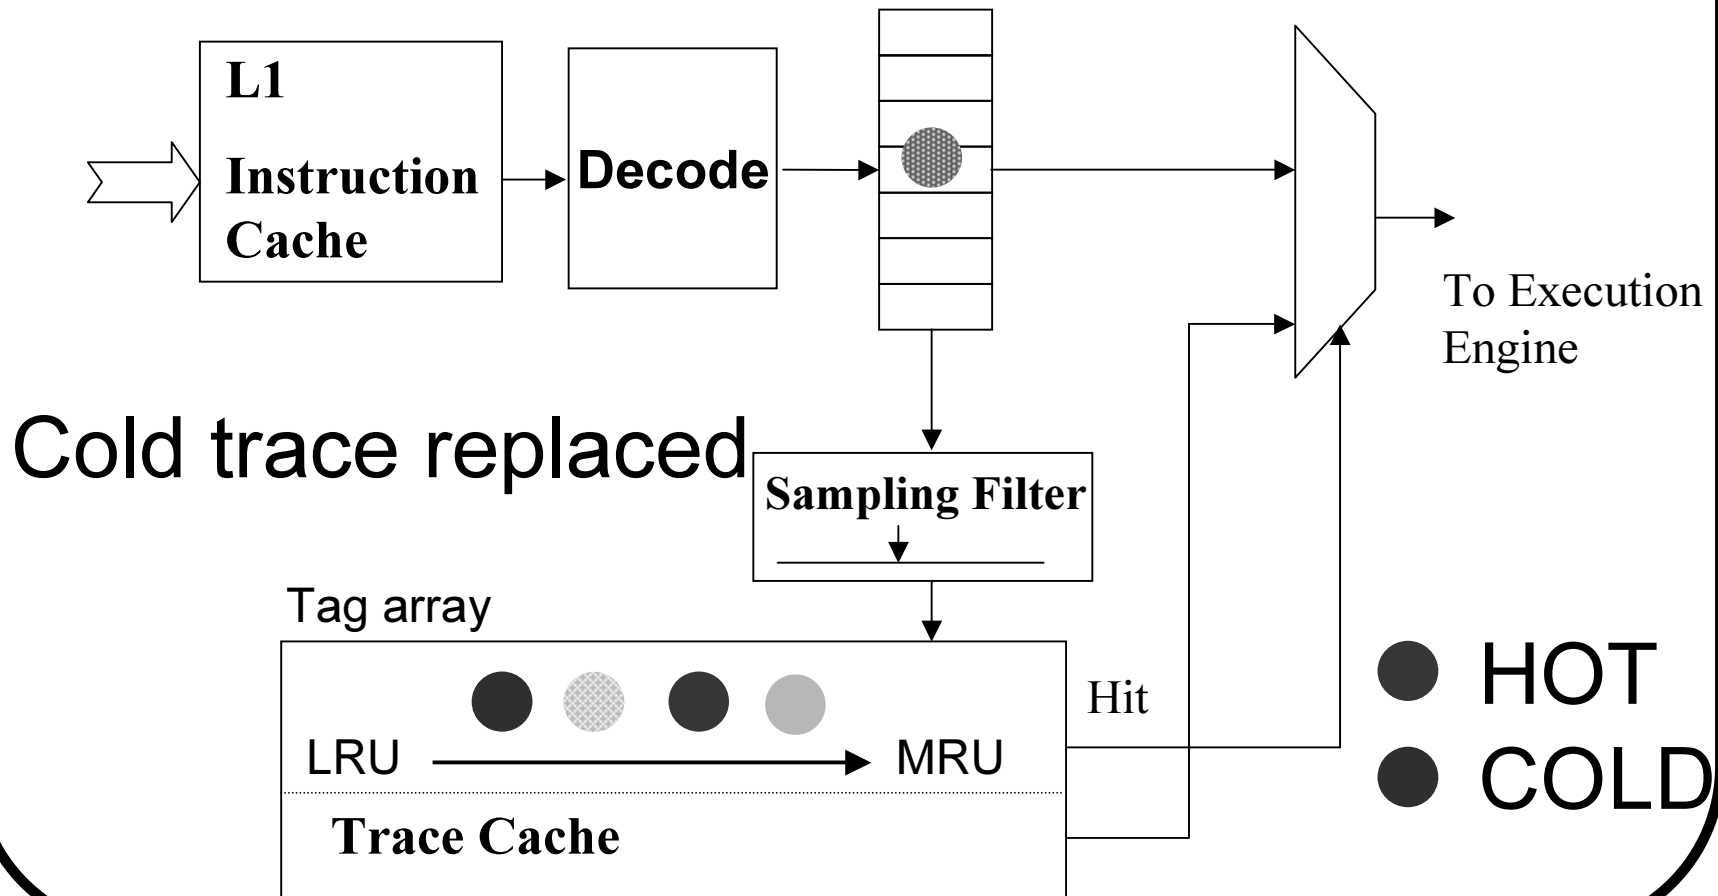 L1
Instruction
Cache
Decode
To Execution
Engine
Cold trace replaced
Sampling Filter
Tag array
Hit
HOT
LRU
MRU
COLD
Trace Cache